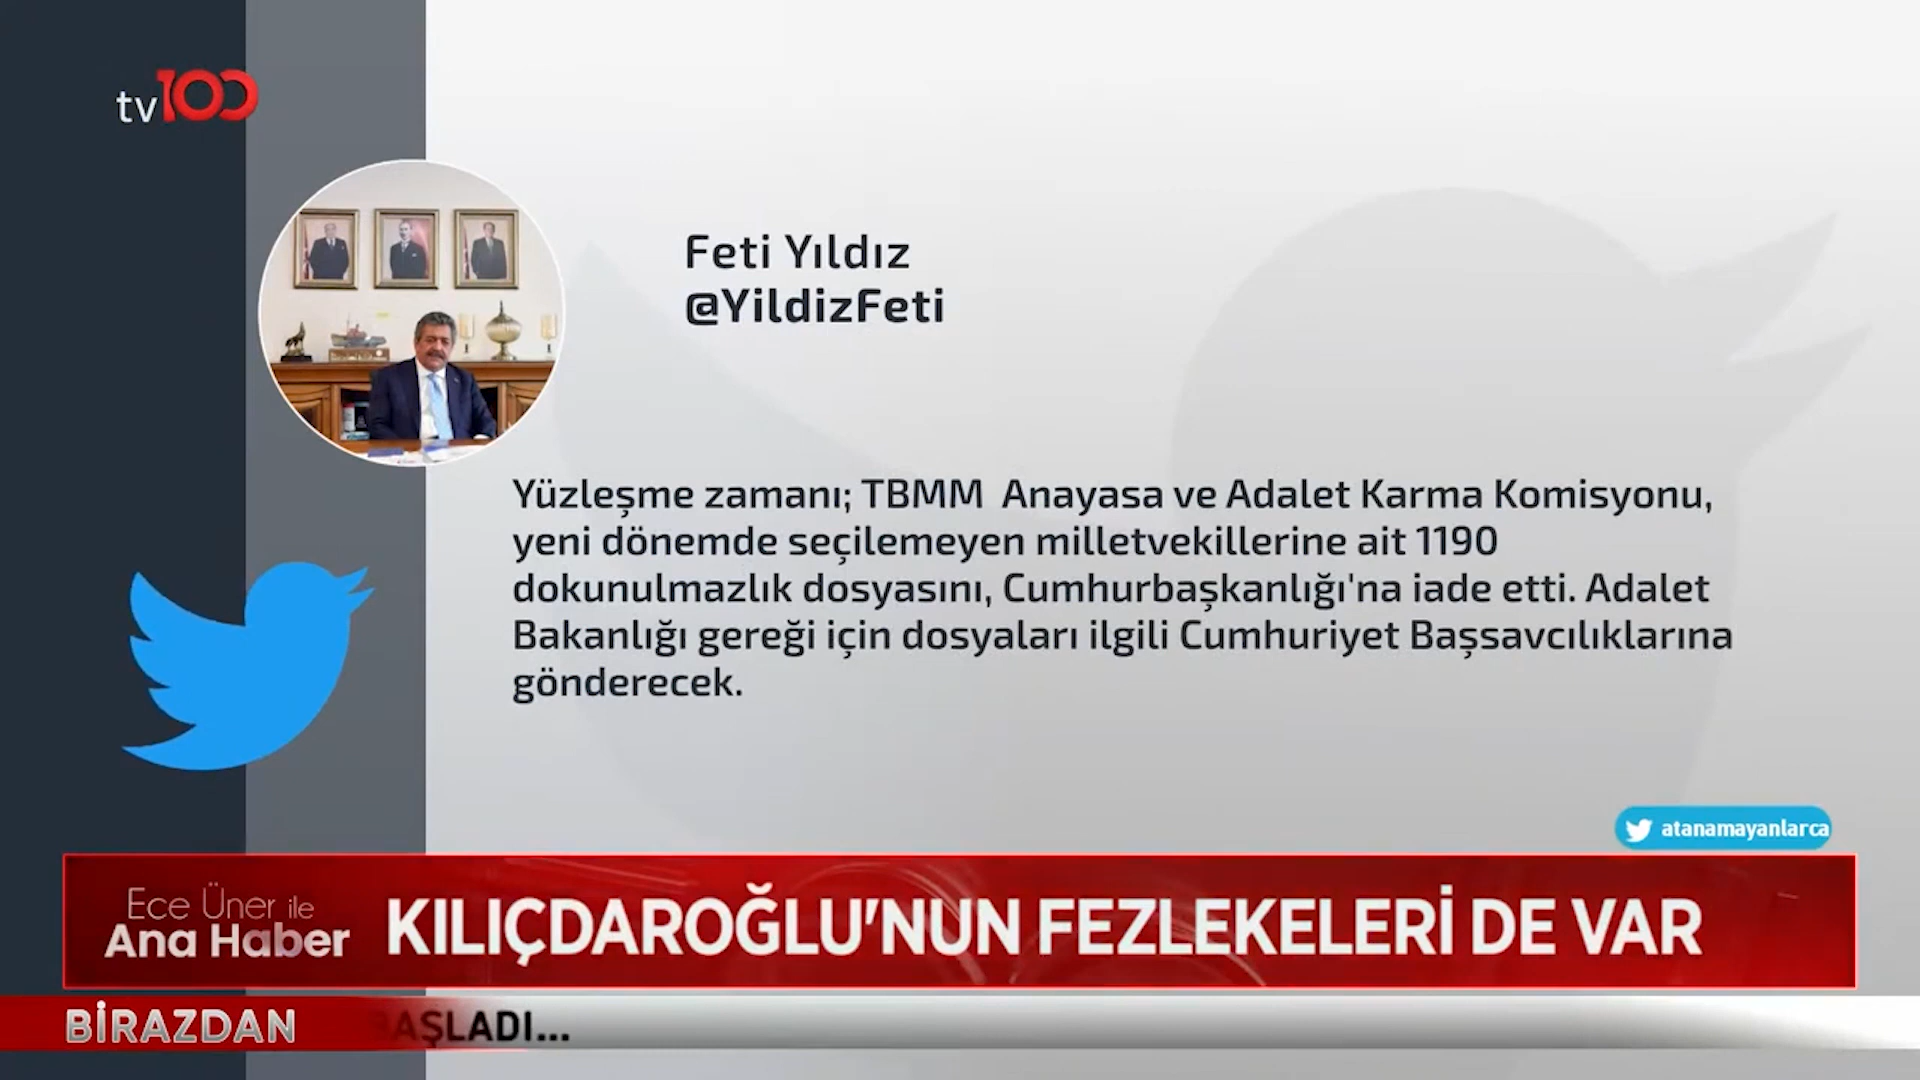 tv100
Feti Yıldız
@YildizFeti
Yüzleşme zamanı; TBMM  Anayasa ve Adalet Karma Komisyonu,
yeni dönemde seçilemeyen milletvekillerine ait 1190
dokunulmazlık dosyasını, Cumhurbaşkanlığı'na iade etti. Adalet
Bakanlığı gereği için dosyaları ilgili Cumhuriyet Başsavcılıklarına
gönderecek.
atanamayanlarca
Ece Üner ile
Ana Haber
KILIÇDAROĞLU'NUN FEZLEKELERİ DE VAR
BİRAZDAN
BAŞLADI...